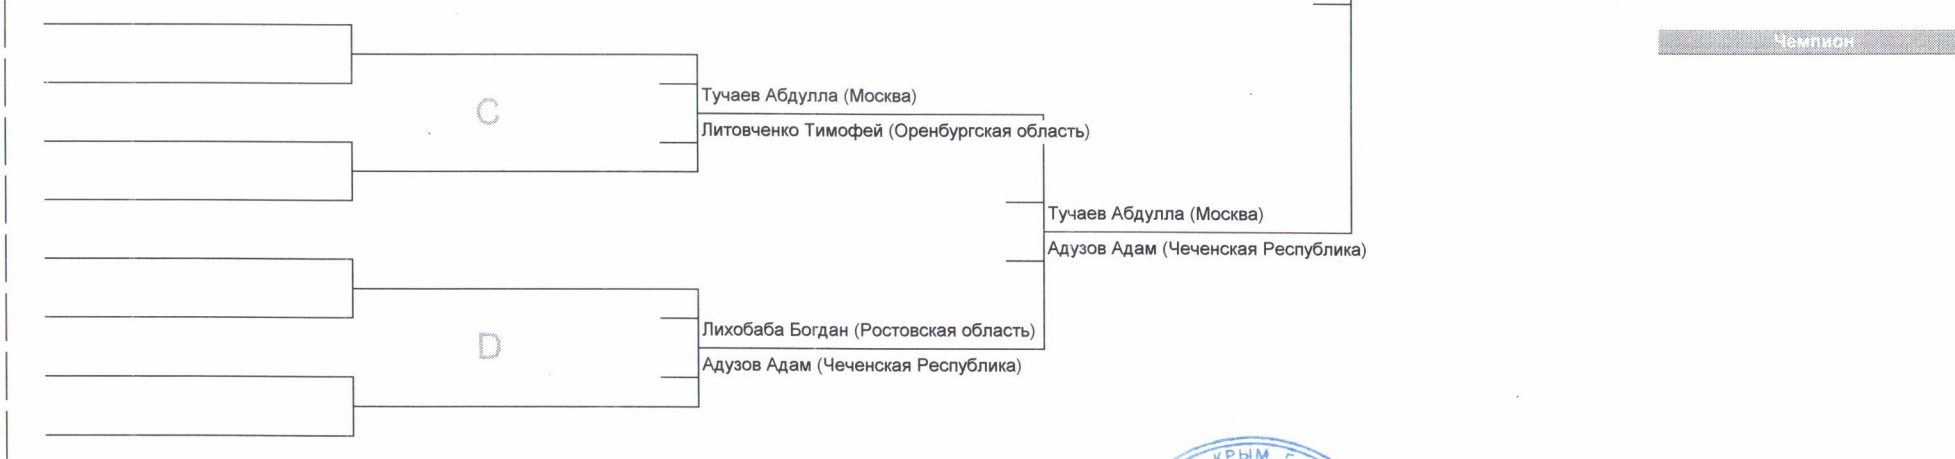 Чемпион
C
Тучаев Абдулла (Москва)
Литовченко Тимофей (Оренбургская область)
Тучаев Абдулла (Москва)
Адузов Адам (Чеченская Республика)
D
Лихобаба Богдан (Ростовская область)
Адузов Адам (Чеченская Республика)
КРЫМ